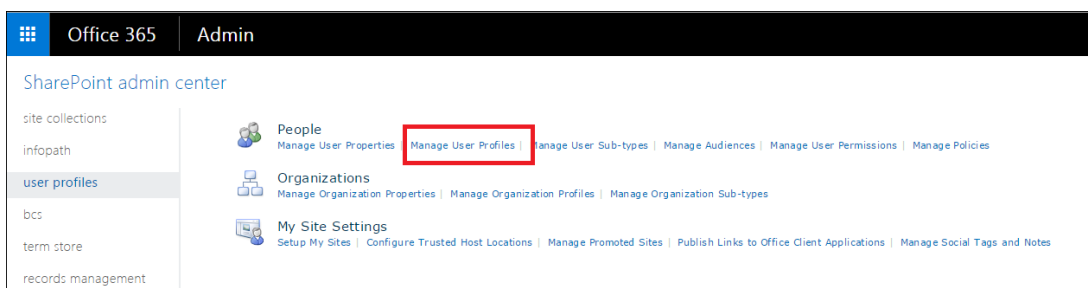 Office 365 Admin
SharePoint admin center
site collections
infopath
user profiles
bcs
term store
records management
People
Manage User Properties | Manage User Profiles | Manage User Sub-types | Manage Audiences | Manage User Permissions | Manage Policies
Organizations
Manage Organization Properties | Manage Organization Profiles | Manage Organization Sub-types
My Site Settings
Setup My Sites | Configure Trusted Host Locations | Manage Promoted Sites | Publish Links to Office Client Applications | Manage Social Tags and Notes